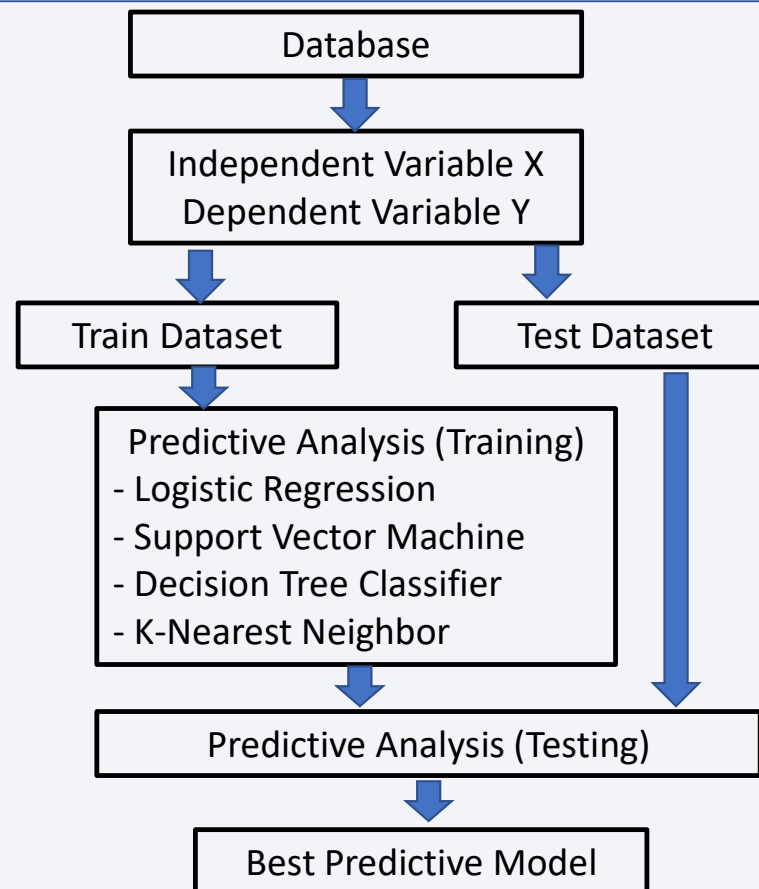 Database
Independent Variable X
Dependent Variable Y
Train Dataset
Test Dataset
Predictive Analysis (Training)
- Logistic Regression
- Support Vector Machine
- Decision Tree Classifier
- K-Nearest Neighbor
Predictive Analysis (Testing)
Best Predictive Model